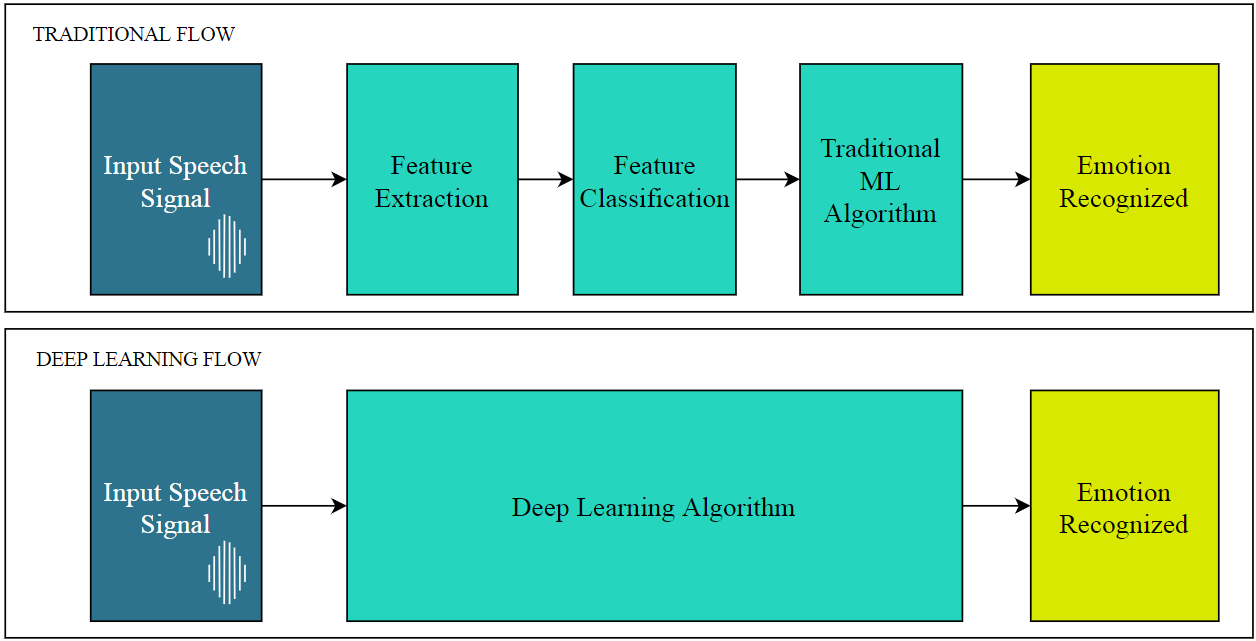 TRADITIONAL FLOW
Input Speech
Signal
Feature
Extraction
Feature
Classification
Traditional
ML
Algorithm
Emotion
Recognized
DEEP LEARNING FLOW
Input Speech
Signal
Deep Learning Algorithm
Emotion
Recognized